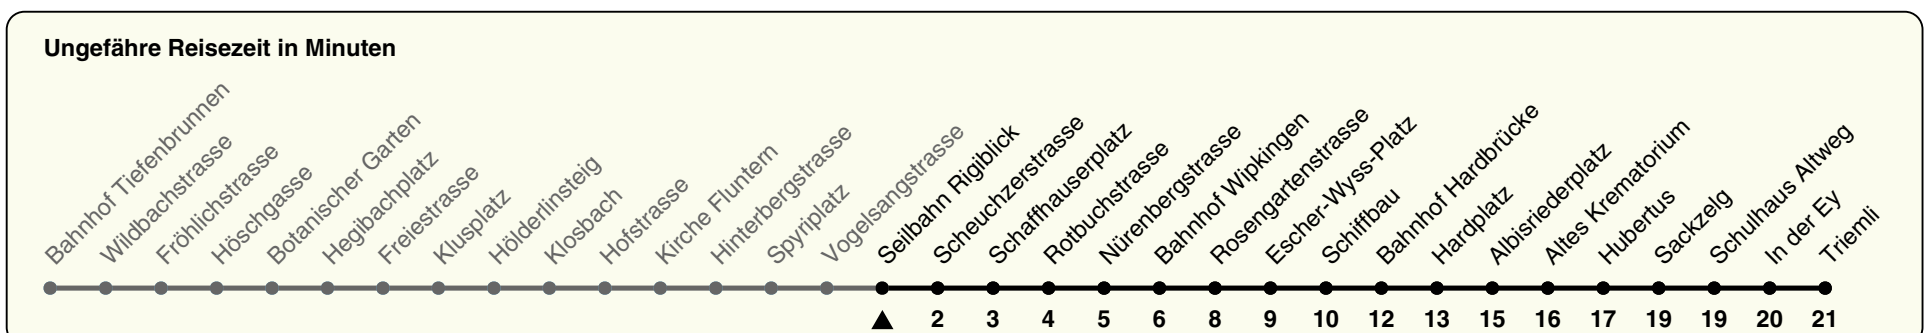 Ungefähre Reisezeit in Minuten
Bahnhof Tiefenbrunnen
Wildbachstrasse
Fröhlichstrasse
Höschgasse
Botanischer Garten
Hegibachplatz
Freiestrasse
Klusplatz
Hölderlinsteig
Klosbach
Hofstrasse
Kirche Fluntern
Hinterbergstrasse
Spyriplatz
Vogelsangstrasse
Seilbahn Rigiblick
Scheuchzerstrasse
Schaffhauserplatz
Rotbuchstrasse
Nürenbergstrasse
Bahnhof Wipkingen
Rosengartenstrasse
Escher-Wyss-Platz
Schiffbau
Bahnhof Hardbrücke
Hardplatz
Albisriederplatz
Altes Krematorium
Hubertus
Sackzelg
Schulhaus Altweg
In der Ey
Triemli
2 3 4 5 6 8 9 10 12 13 15 16 17 19 19 20 21